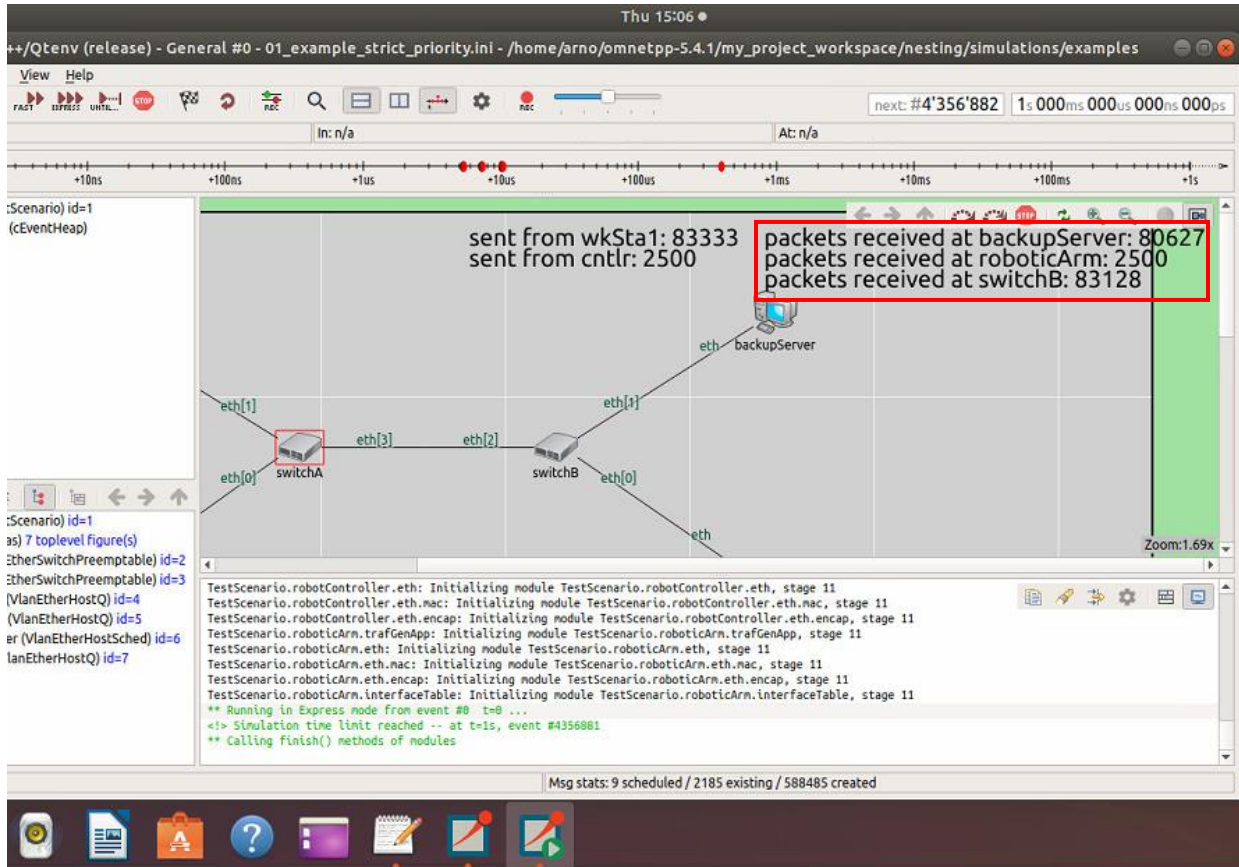 Thu 15:06
++/Qtenv (release) - General #0 - 01_example_strict_priority.ini - /home/arno/omnetpp-5.4.1/my_project_workspace/nesting/simulations/examples
View Help
FAST EXPRESS UNTIL... STOP REC REC
next: #4'356'882 1s 000ms 000us 000ns 000ps
In: n/a At: n/a
+10ns +100ns +1us +10us +100us +1ms +10ms +100ms +1s
tScenario) id=1
(cEventHeap)
STOP
sent from wkSta1: 83333
sent from cntlr: 2500
packets received at backupServer: 80627
packets received at roboticArm: 2500
packets received at switchB: 83128
eth backupServer
eth[1] eth[1]
eth[3] eth[2]
switchA switchB
eth[0] eth[0]
eth
Zoom:1.69x
tScenario) id=1
as) 7 toplevel figure(s)
EtherSwitchPreemptable) id=2
EtherSwitchPreemptable) id=3
(VlanEtherHostQ) id=4
(VlanEtherHostQ) id=5
er (VlanEtherHostSched) id=6
lanEtherHostQ) id=7
TestScenario.robotController.eth: Initializing module TestScenario.robotController.eth, stage 11
TestScenario.robotController.eth.mac: Initializing module TestScenario.robotController.eth.mac, stage 11
TestScenario.robotController.eth.encap: Initializing module TestScenario.robotController.eth.encap, stage 11
TestScenario.roboticArm.trafGenApp: Initializing module TestScenario.roboticArm.trafGenApp, stage 11
TestScenario.roboticArm.eth: Initializing module TestScenario.roboticArm.eth, stage 11
TestScenario.roboticArm.eth.mac: Initializing module TestScenario.roboticArm.eth.mac, stage 11
TestScenario.roboticArm.eth.encap: Initializing module TestScenario.roboticArm.eth.encap, stage 11
TestScenario.roboticArm.interfaceTable: Initializing module TestScenario.roboticArm.interfaceTable, stage 11
** Running in Express mode from event #0 t=0 ...
<!> Simulation time limit reached -- at t=1s, event #4356881
** Calling finish() methods of modules
Msg stats: 9 scheduled / 2185 existing / 588485 created